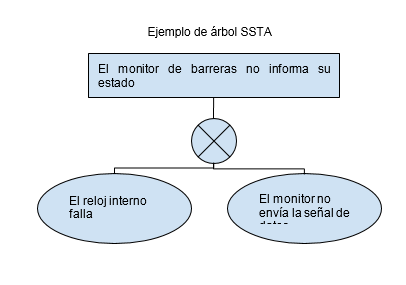 Ejemplo de árbol SSTA
El monitor de barreras no informa su
estado
El reloj interno
falla
El monitor no
envía la señal de